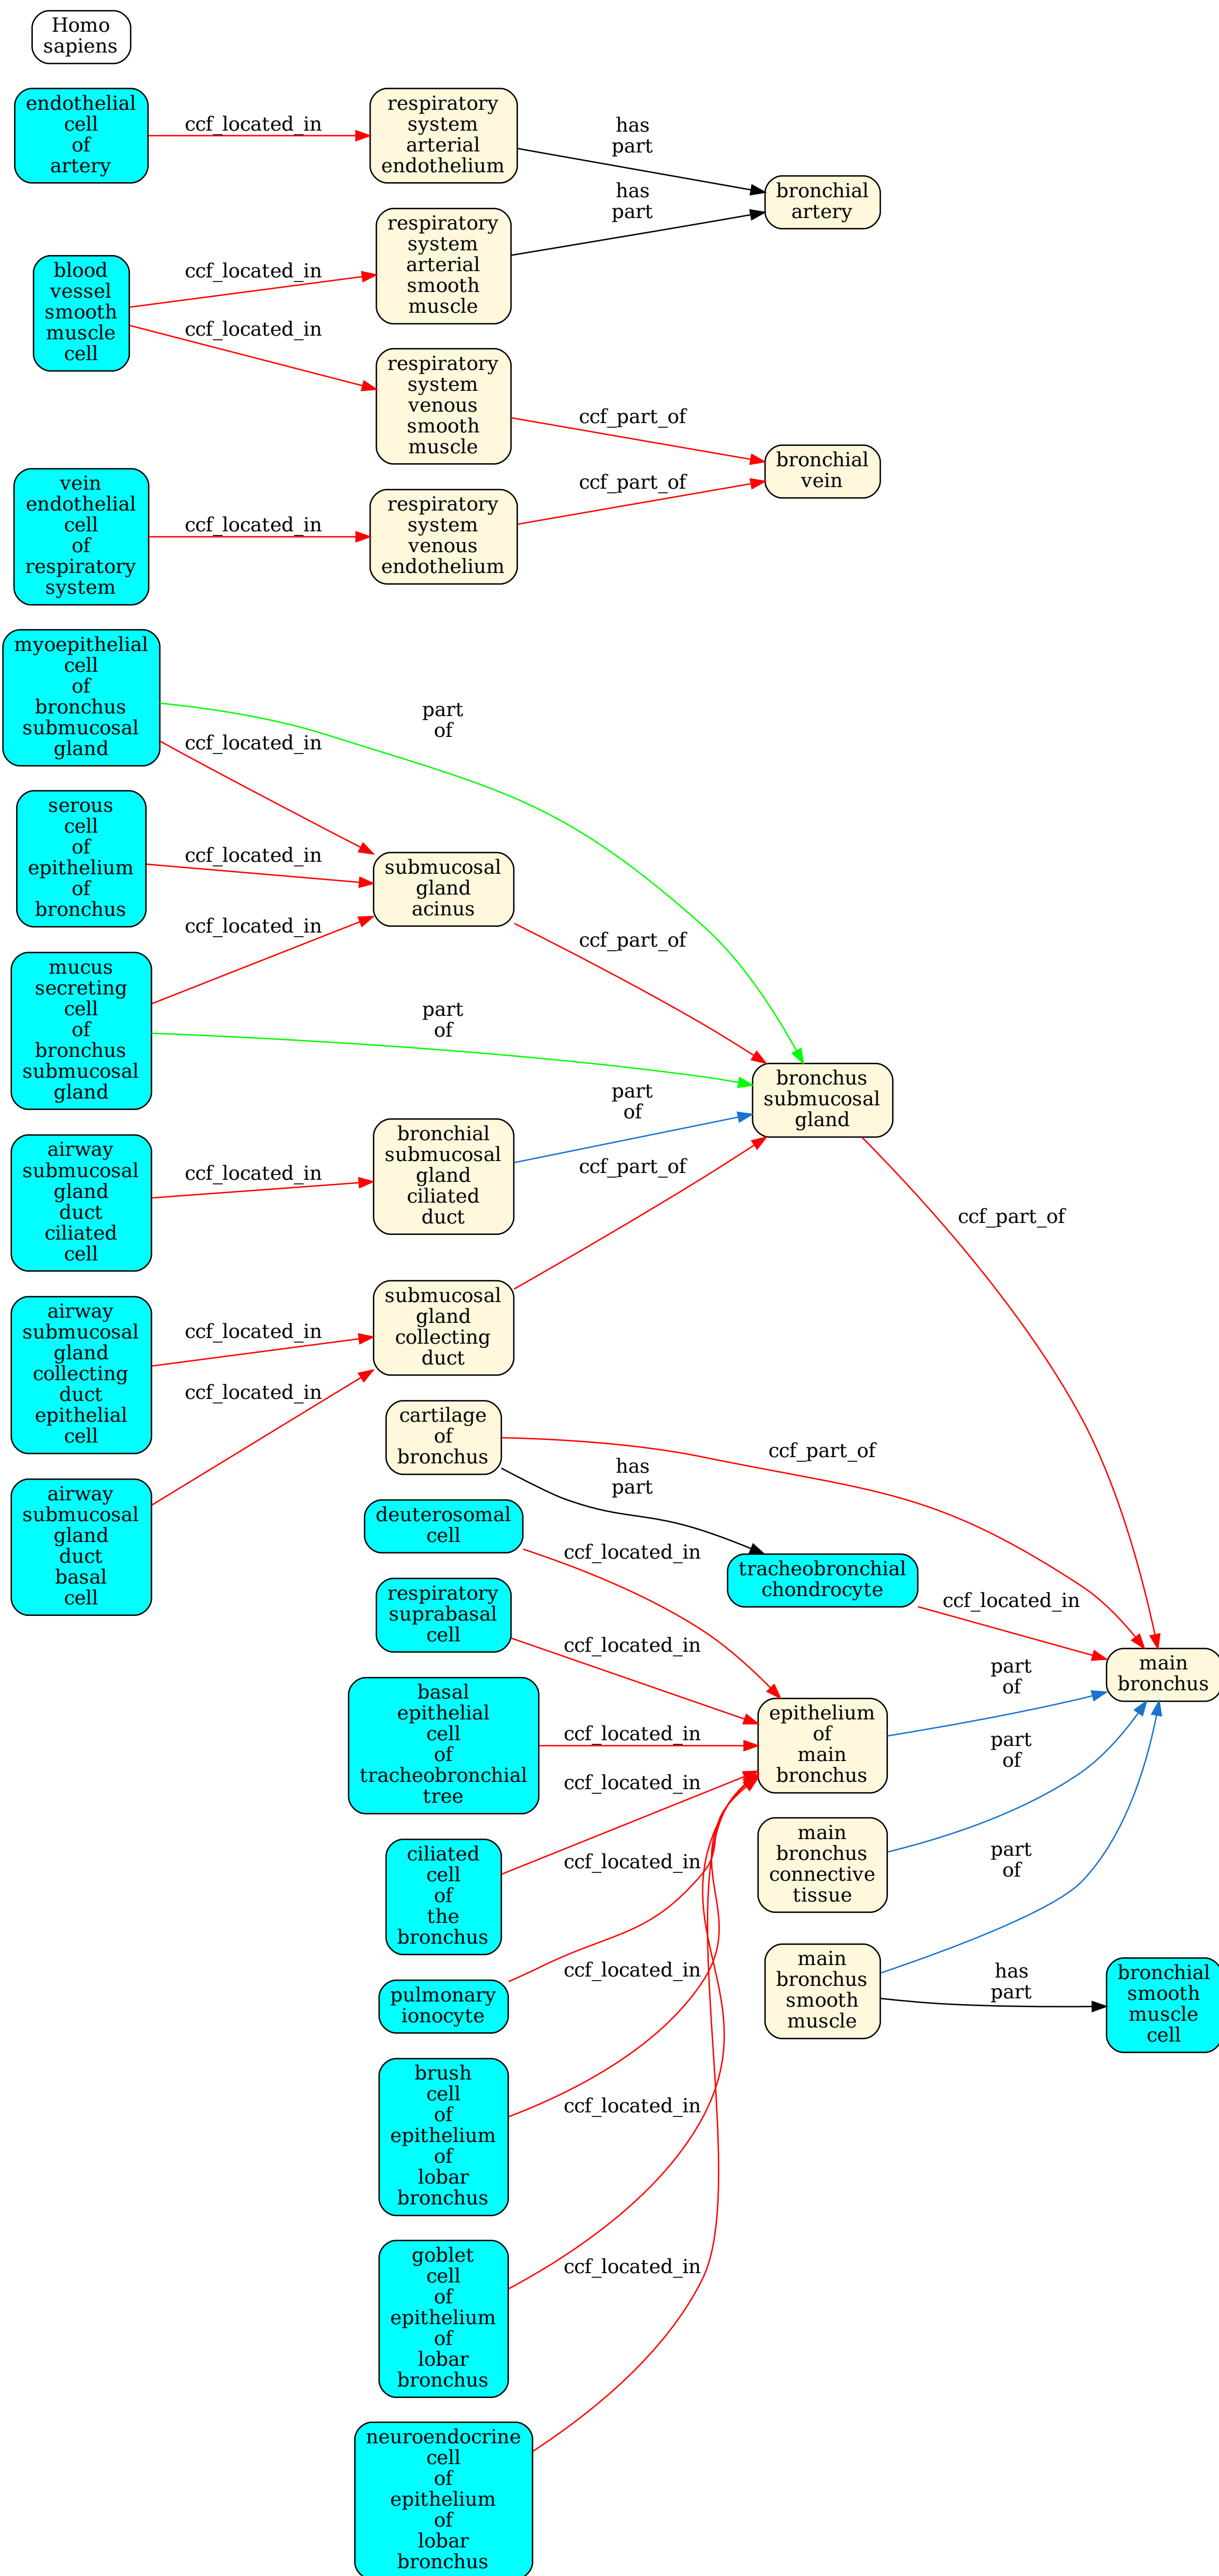 Homo
sapiens
endothelial
cell
of
artery
ccf_located_in
respiratory
system
arterial
endothelium
has
part
bronchial
artery
blood
vessel
smooth
muscle
cell
ccf_located_in
ccf_located_in
respiratory
system
arterial
smooth
muscle
has
part
respiratory
system
venous
smooth
muscle
ccf_part_of
bronchial
vein
vein
endothelial
cell
of
respiratory
system
ccf_located_in
respiratory
system
venous
endothelium
ccf_part_of
myoepithelial
cell
of
bronchus
submucosal
gland
part
of
ccf_located_in
serous
cell
of
epithelium
of
bronchus
ccf_located_in
submucosal
gland
acinus
ccf_part_of
mucus
secreting
cell
of
bronchus
submucosal
gland
ccf_located_in
part
of
bronchus
submucosal
gland
ccf_part_of
airway
submucosal
gland
duct
ciliated
cell
ccf_located_in
bronchial
submucosal
gland
ciliated
duct
part
of
airway
submucosal
gland
collecting
duct
epithelial
cell
ccf_located_in
submucosal
gland
collecting
duct
ccf_part_of
airway
submucosal
gland
duct
basal
cell
ccf_located_in
cartilage
of
bronchus
ccf_part_of
has
part
tracheobronchial
chondrocyte
ccf_located_in
main
bronchus
deuterosomal
cell
ccf_located_in
respiratory
suprabasal
cell
ccf_located_in
basal
epithelial
cell
of
tracheobronchial
tree
ccf_located_in
epithelium
of
main
bronchus
part
of
ciliated
cell
of
the
bronchus
ccf_located_in
main
bronchus
connective
tissue
part
of
pulmonary
ionocyte
ccf_located_in
main
bronchus
smooth
muscle
part
of
has
part
bronchial
smooth
muscle
cell
brush
cell
of
epithelium
of
lobar
bronchus
ccf_located_in
goblet
cell
of
epithelium
of
lobar
bronchus
ccf_located_in
neuroendocrine
cell
of
epithelium
of
lobar
bronchus
ccf_located_in